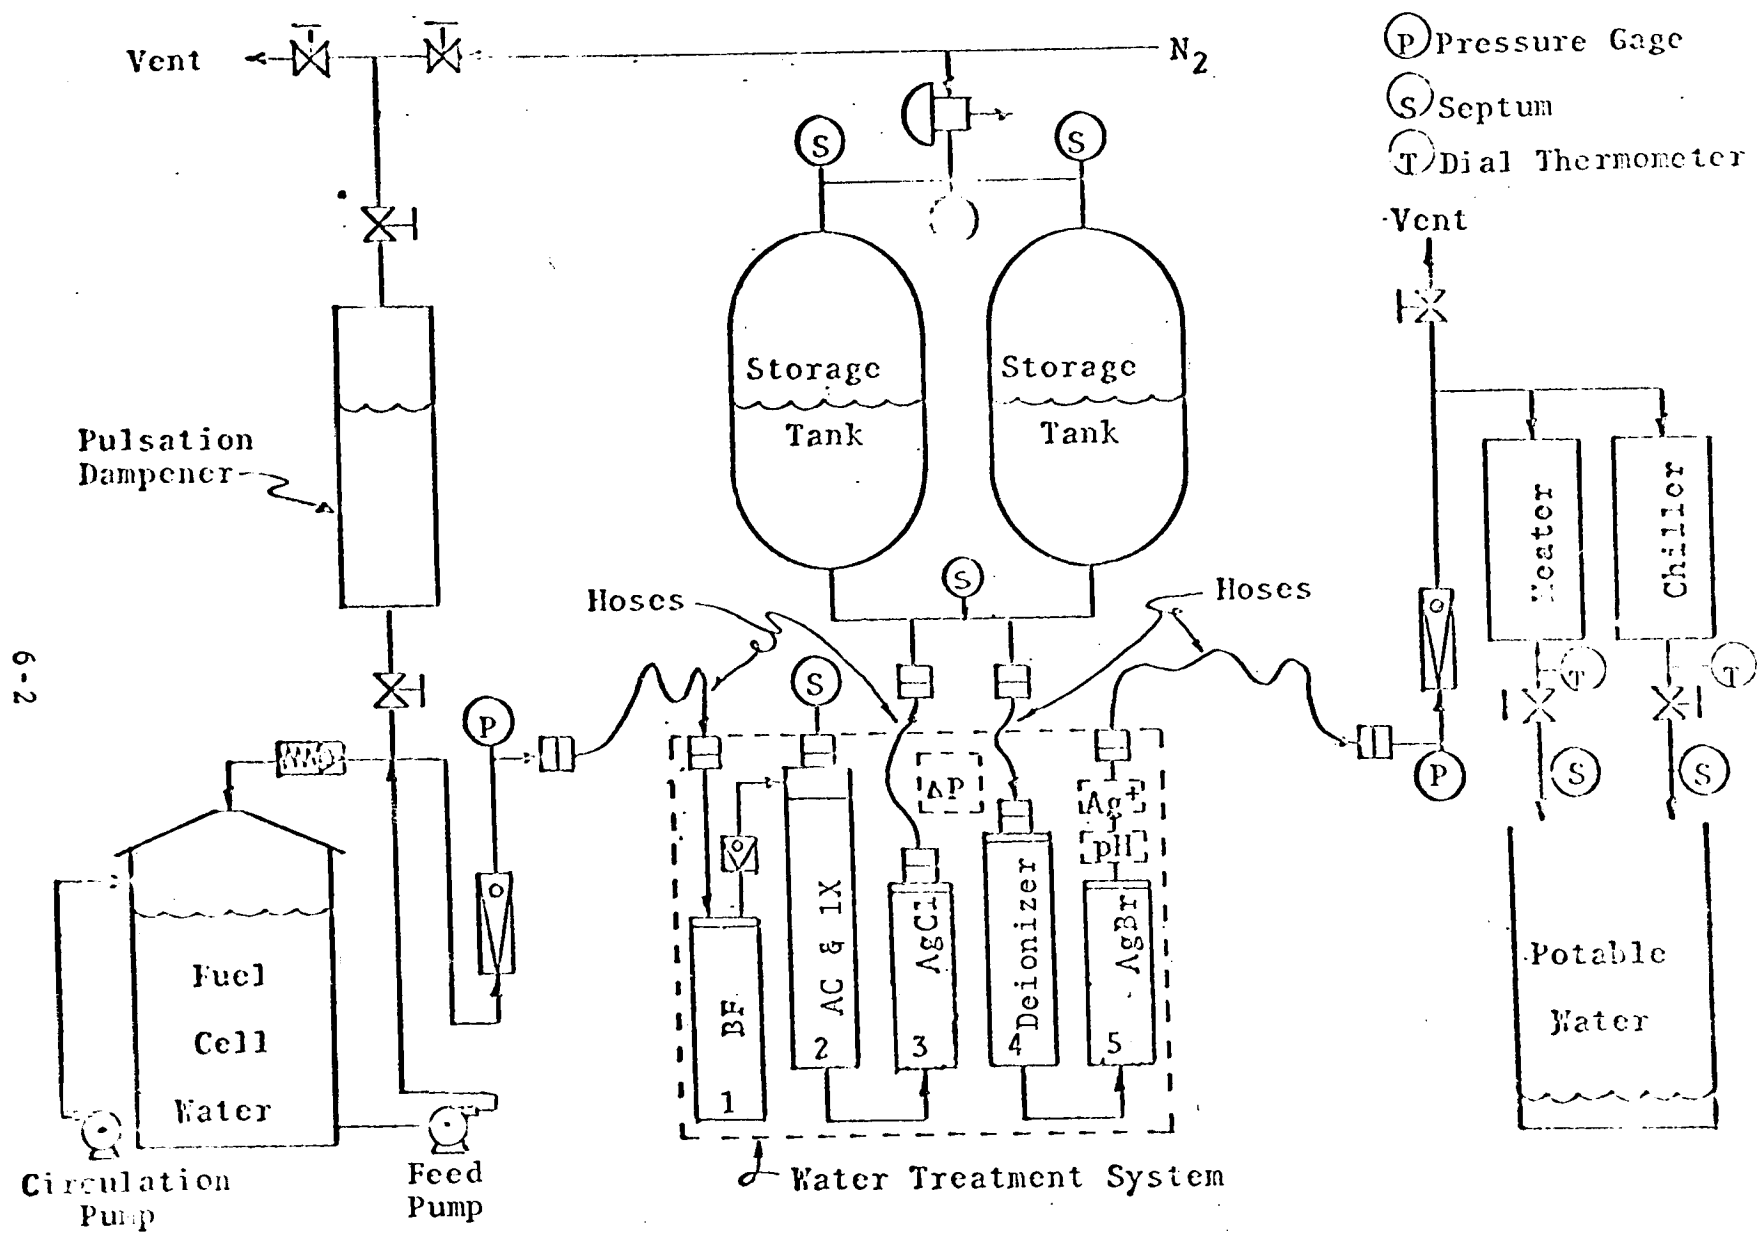 Vent
N2
P Pressure Gage
S Septum
T Dial Thermometer
Vent
S
S
Storage
Tank
Storage
Tank
Pulsation
Dampener
Heater
Chiller
Hoses
S
Hoses
6-2
P
S
T
T
ΔP
Ag+
pH
P
S
S
Fuel
Cell
Water
BF
1
AC & IX
2
AgCl
3
Deionizer
4
AgBr
5
Potable
Water
Circulation
Pump
Feed
Pump
Water Treatment System